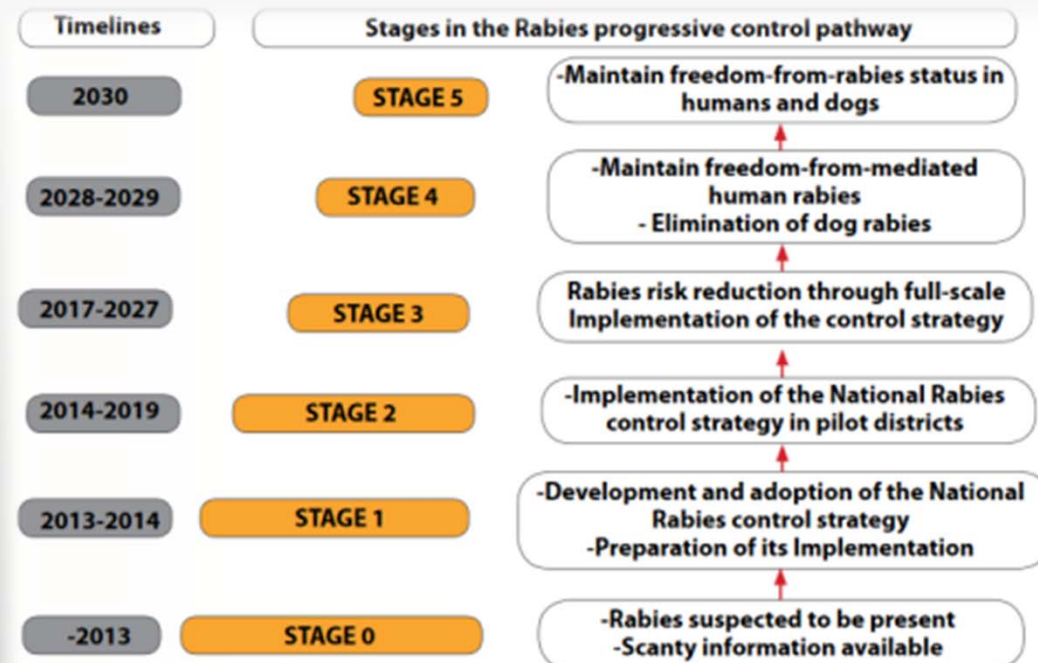 Timelines
Stages in the Rabies progressive control pathway
2030
STAGE 5
-Maintain freedom-from-rabies status in
humans and dogs
2028-2029
STAGE 4
-Maintain freedom-from-mediated
human rabies
- Elimination of dog rabies
2017-2027
STAGE 3
Rabies risk reduction through full-scale
Implementation of the control strategy
2014-2019
STAGE 2
-Implementation of the National Rabies
control strategy in pilot districts
2013-2014
STAGE 1
-Development and adoption of the National
Rabies control strategy
-Preparation of its Implementation
-2013
STAGE 0
-Rabies suspected to be present
-Scanty information available